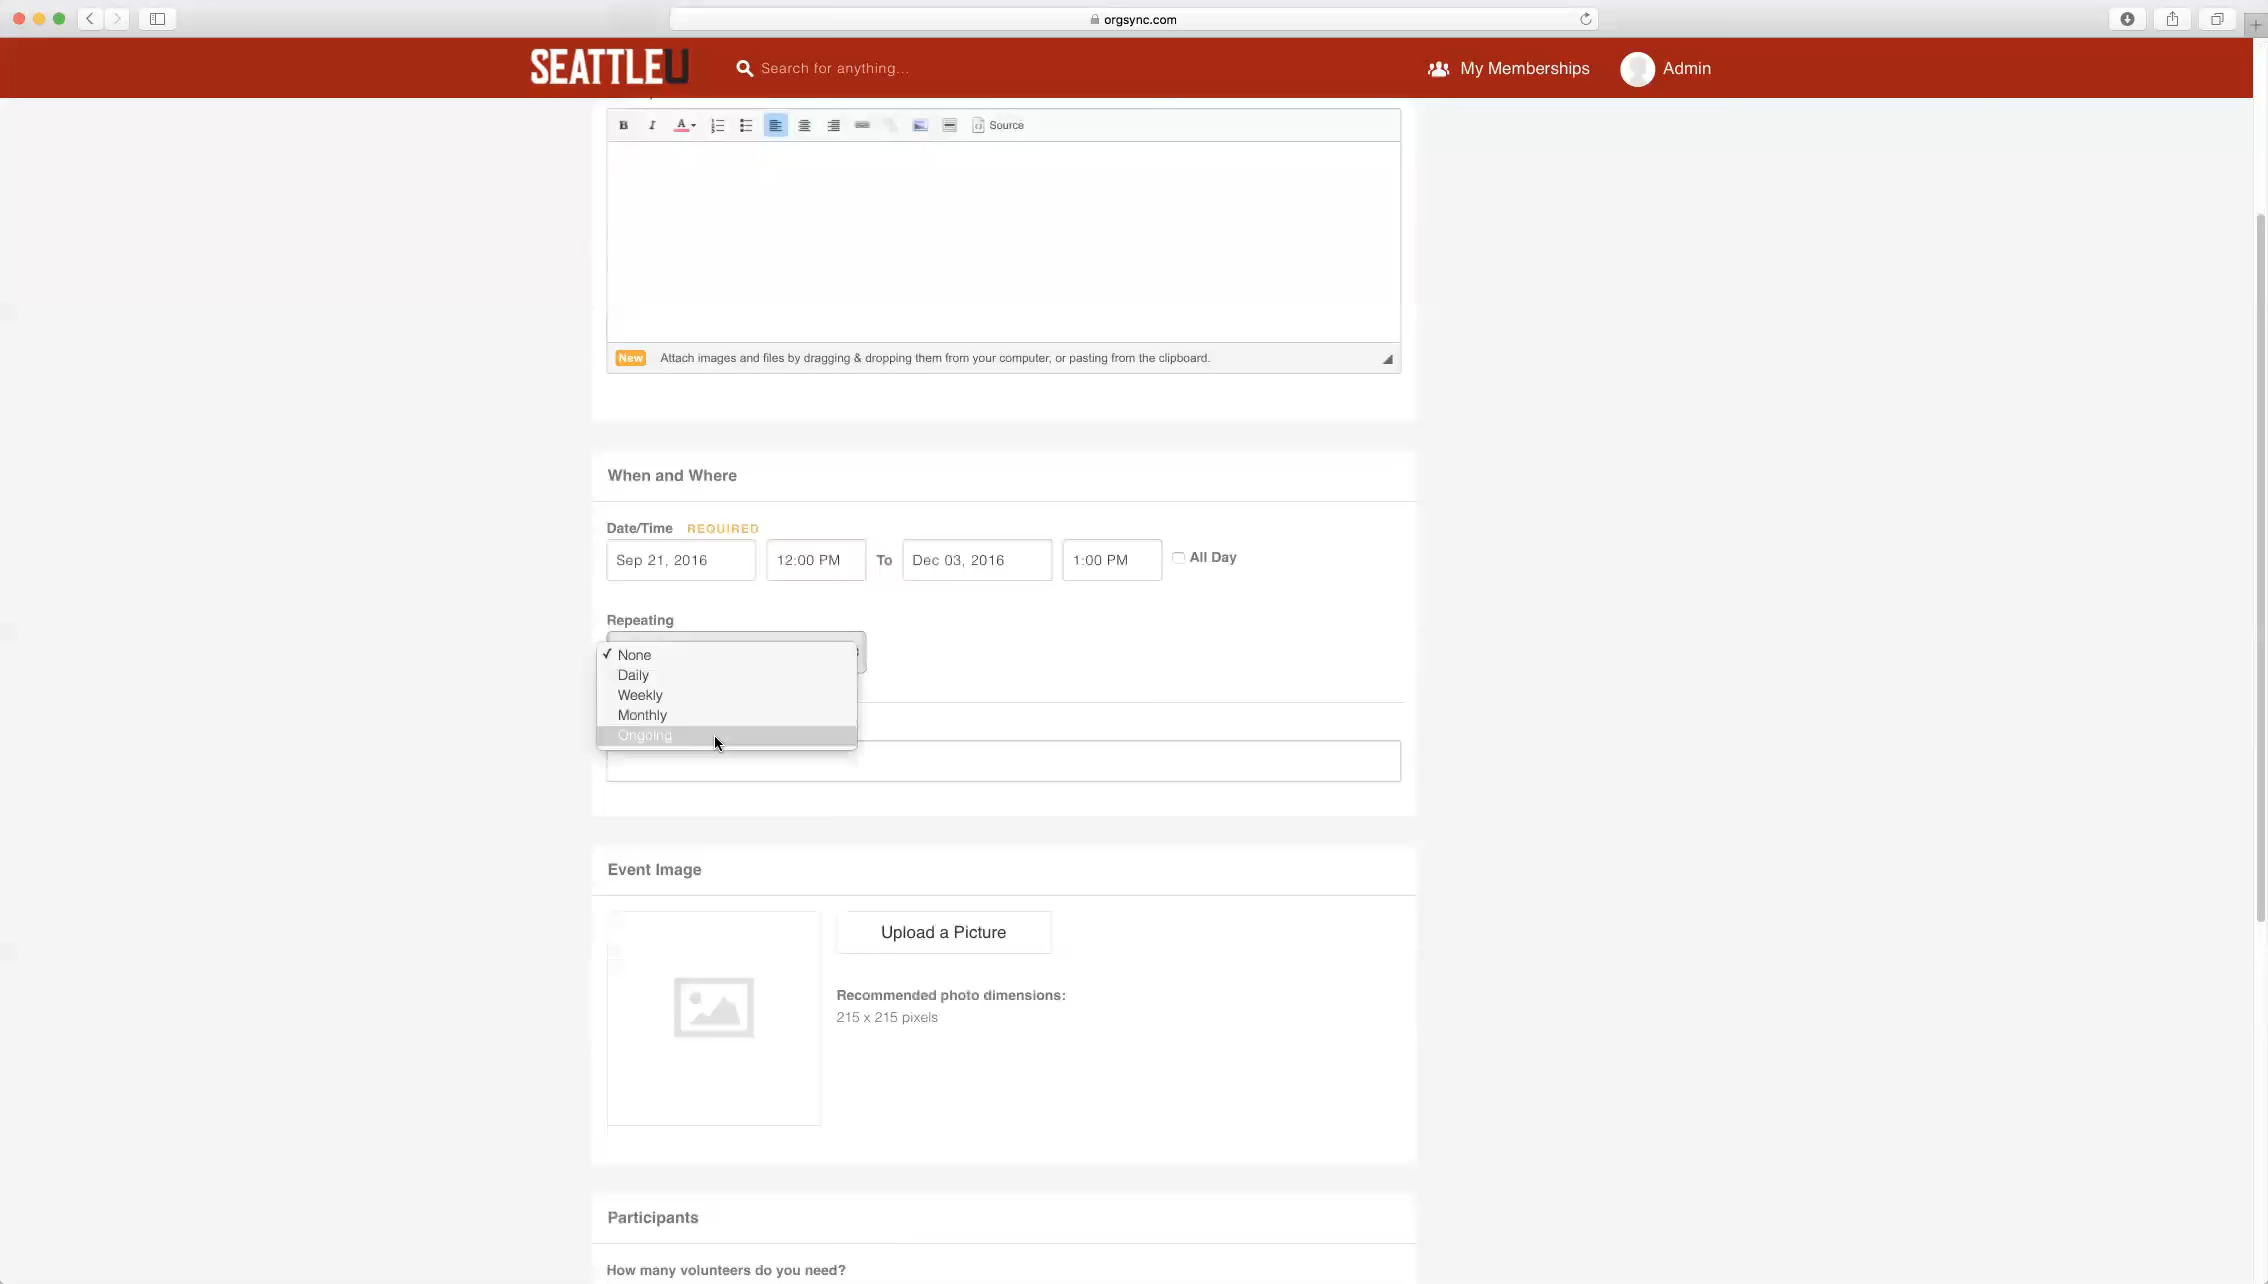 orgsync.com
SEATTLEU
Search for anything...
My Memberships
Admin
B I A Source
New Attach images and files by dragging & dropping them from your computer, or pasting from the clipboard.
When and Where
Date/Time REQUIRED
Sep 21, 2016 12:00 PM To Dec 03, 2016 1:00 PM All Day
Repeating
✓ None
Daily
Weekly
Monthly
Ongoing
Event Image
Upload a Picture
Recommended photo dimensions:
215 x 215 pixels
Participants
How many volunteers do you need?